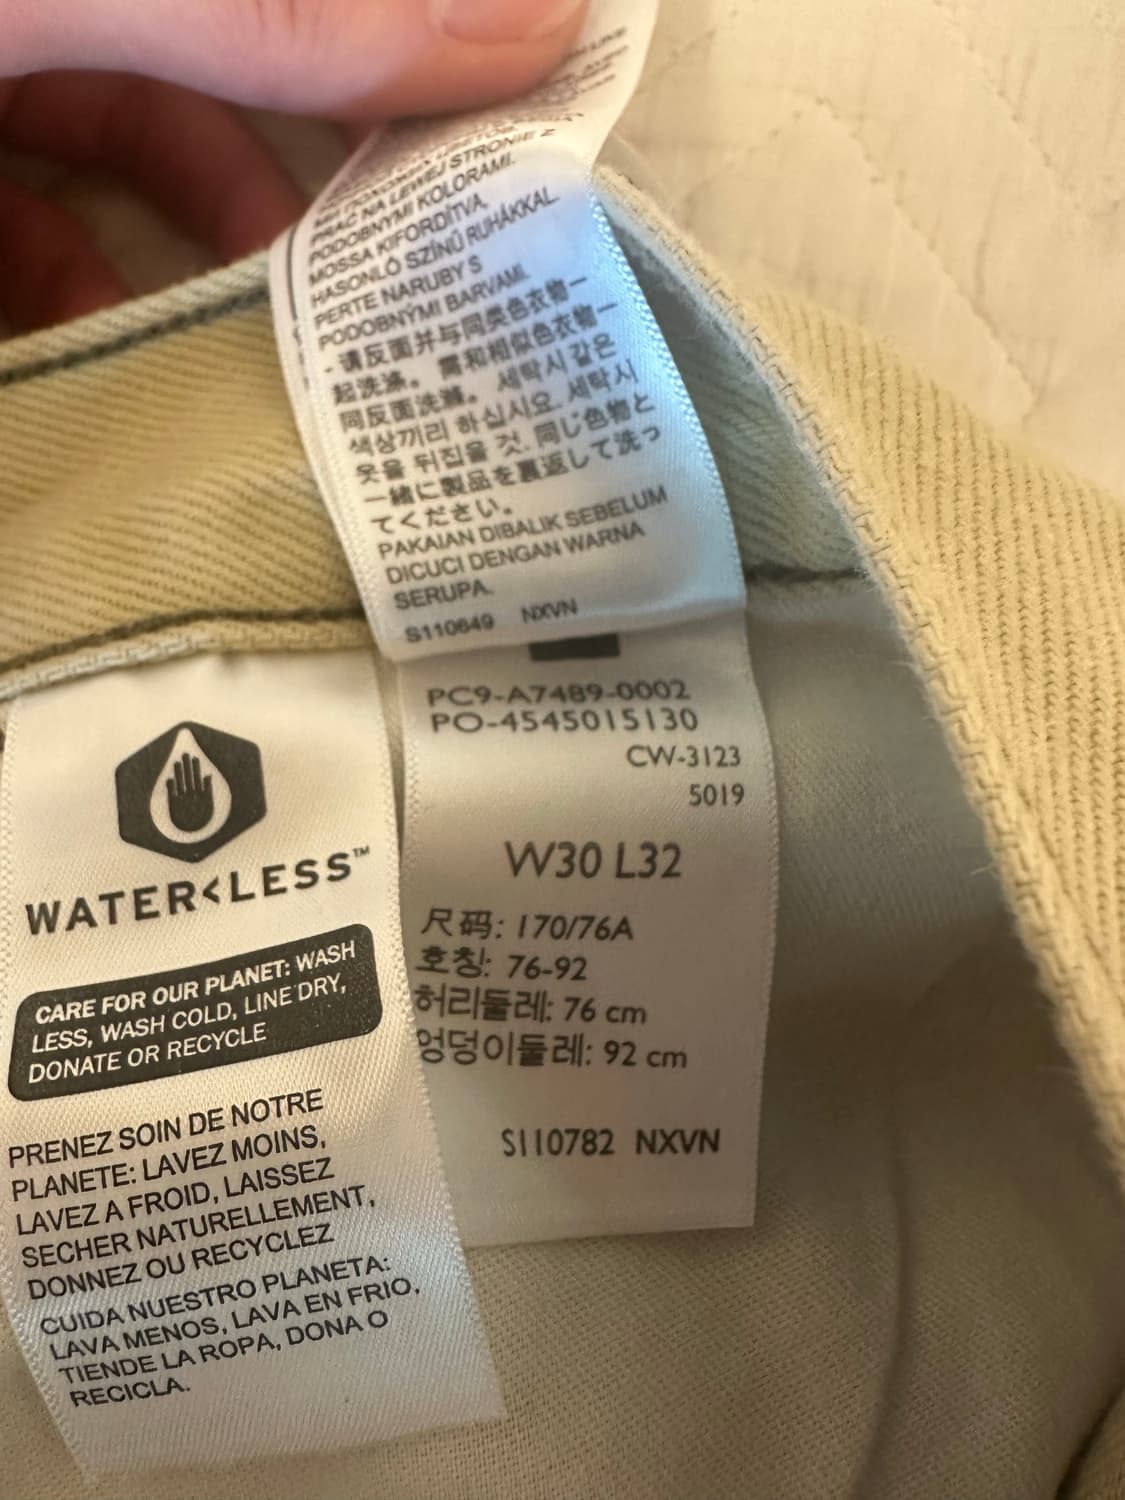 PRAĆ NA LEWEJ STRONIE Z
PODOBNYMI KOLORAMI.
MOSSA KIFORDÍTVA,
HASONLÓ SZÍNŰ RUHÁKKAL.
PERTE NARUBY S
PODOBNÝMI BARVAMI.
- 请反面并与同类色衣物一
起洗涤。需和相似色衣物一
同反面洗滌。세탁시 같은
색상끼리 하십시요. 세탁시
옷을 뒤집을 것. 同じ色物と
一緒に製品を裏返して洗っ
てください。
PAKAIAN DIBALIK SEBELUM
DICUCI DENGAN WARNA
SERUPA.
S110649 NXVN
PC9-A7489-0002
PO-4545015130
CW-3123
5019
W30 L32
尺码: 170/76A
호칭: 76-92
허리둘레: 76 cm
엉덩이둘레: 92 cm
S110782 NXVN
WATER<LESS™
CARE FOR OUR PLANET: WASH
LESS, WASH COLD, LINE DRY,
DONATE OR RECYCLE
PRENEZ SOIN DE NOTRE
PLANETE: LAVEZ MOINS,
LAVEZ A FROID, LAISSEZ
SECHER NATURELLEMENT,
DONNEZ OU RECYCLEZ
CUIDA NUESTRO PLANETA:
LAVA MENOS, LAVA EN FRIO,
TIENDE LA ROPA, DONA O
RECICLA.